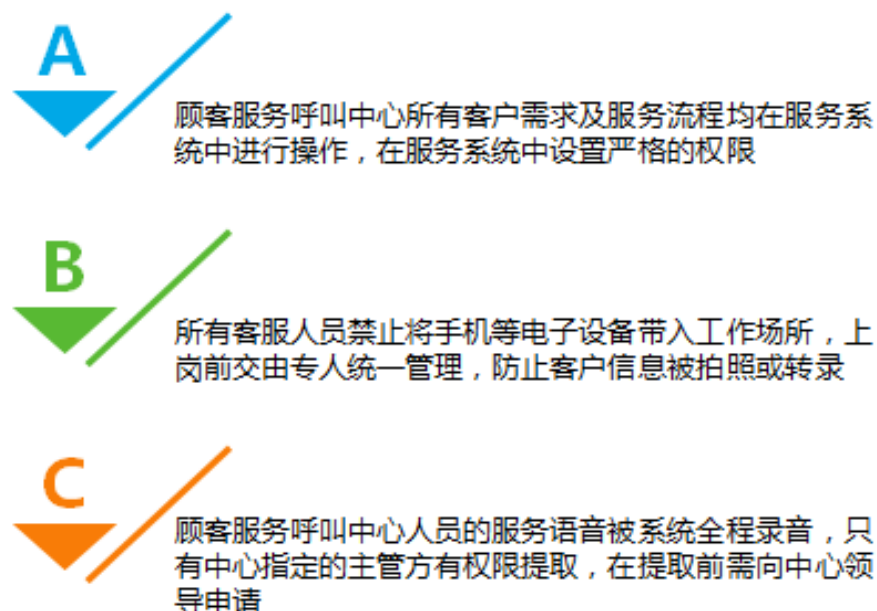 A
顾客服务呼叫中心所有客户需求及服务流程均在服务系
统中进行操作，在服务系统中设置严格的权限
B
所有客服人员禁止将手机等电子设备带入工作场所，上
岗前交由专人统一管理，防止客户信息被拍照或转录
C
顾客服务呼叫中心人员的服务语音被系统全程录音，只
有中心指定的主管方有权限提取，在提取前需向中心领
导申请